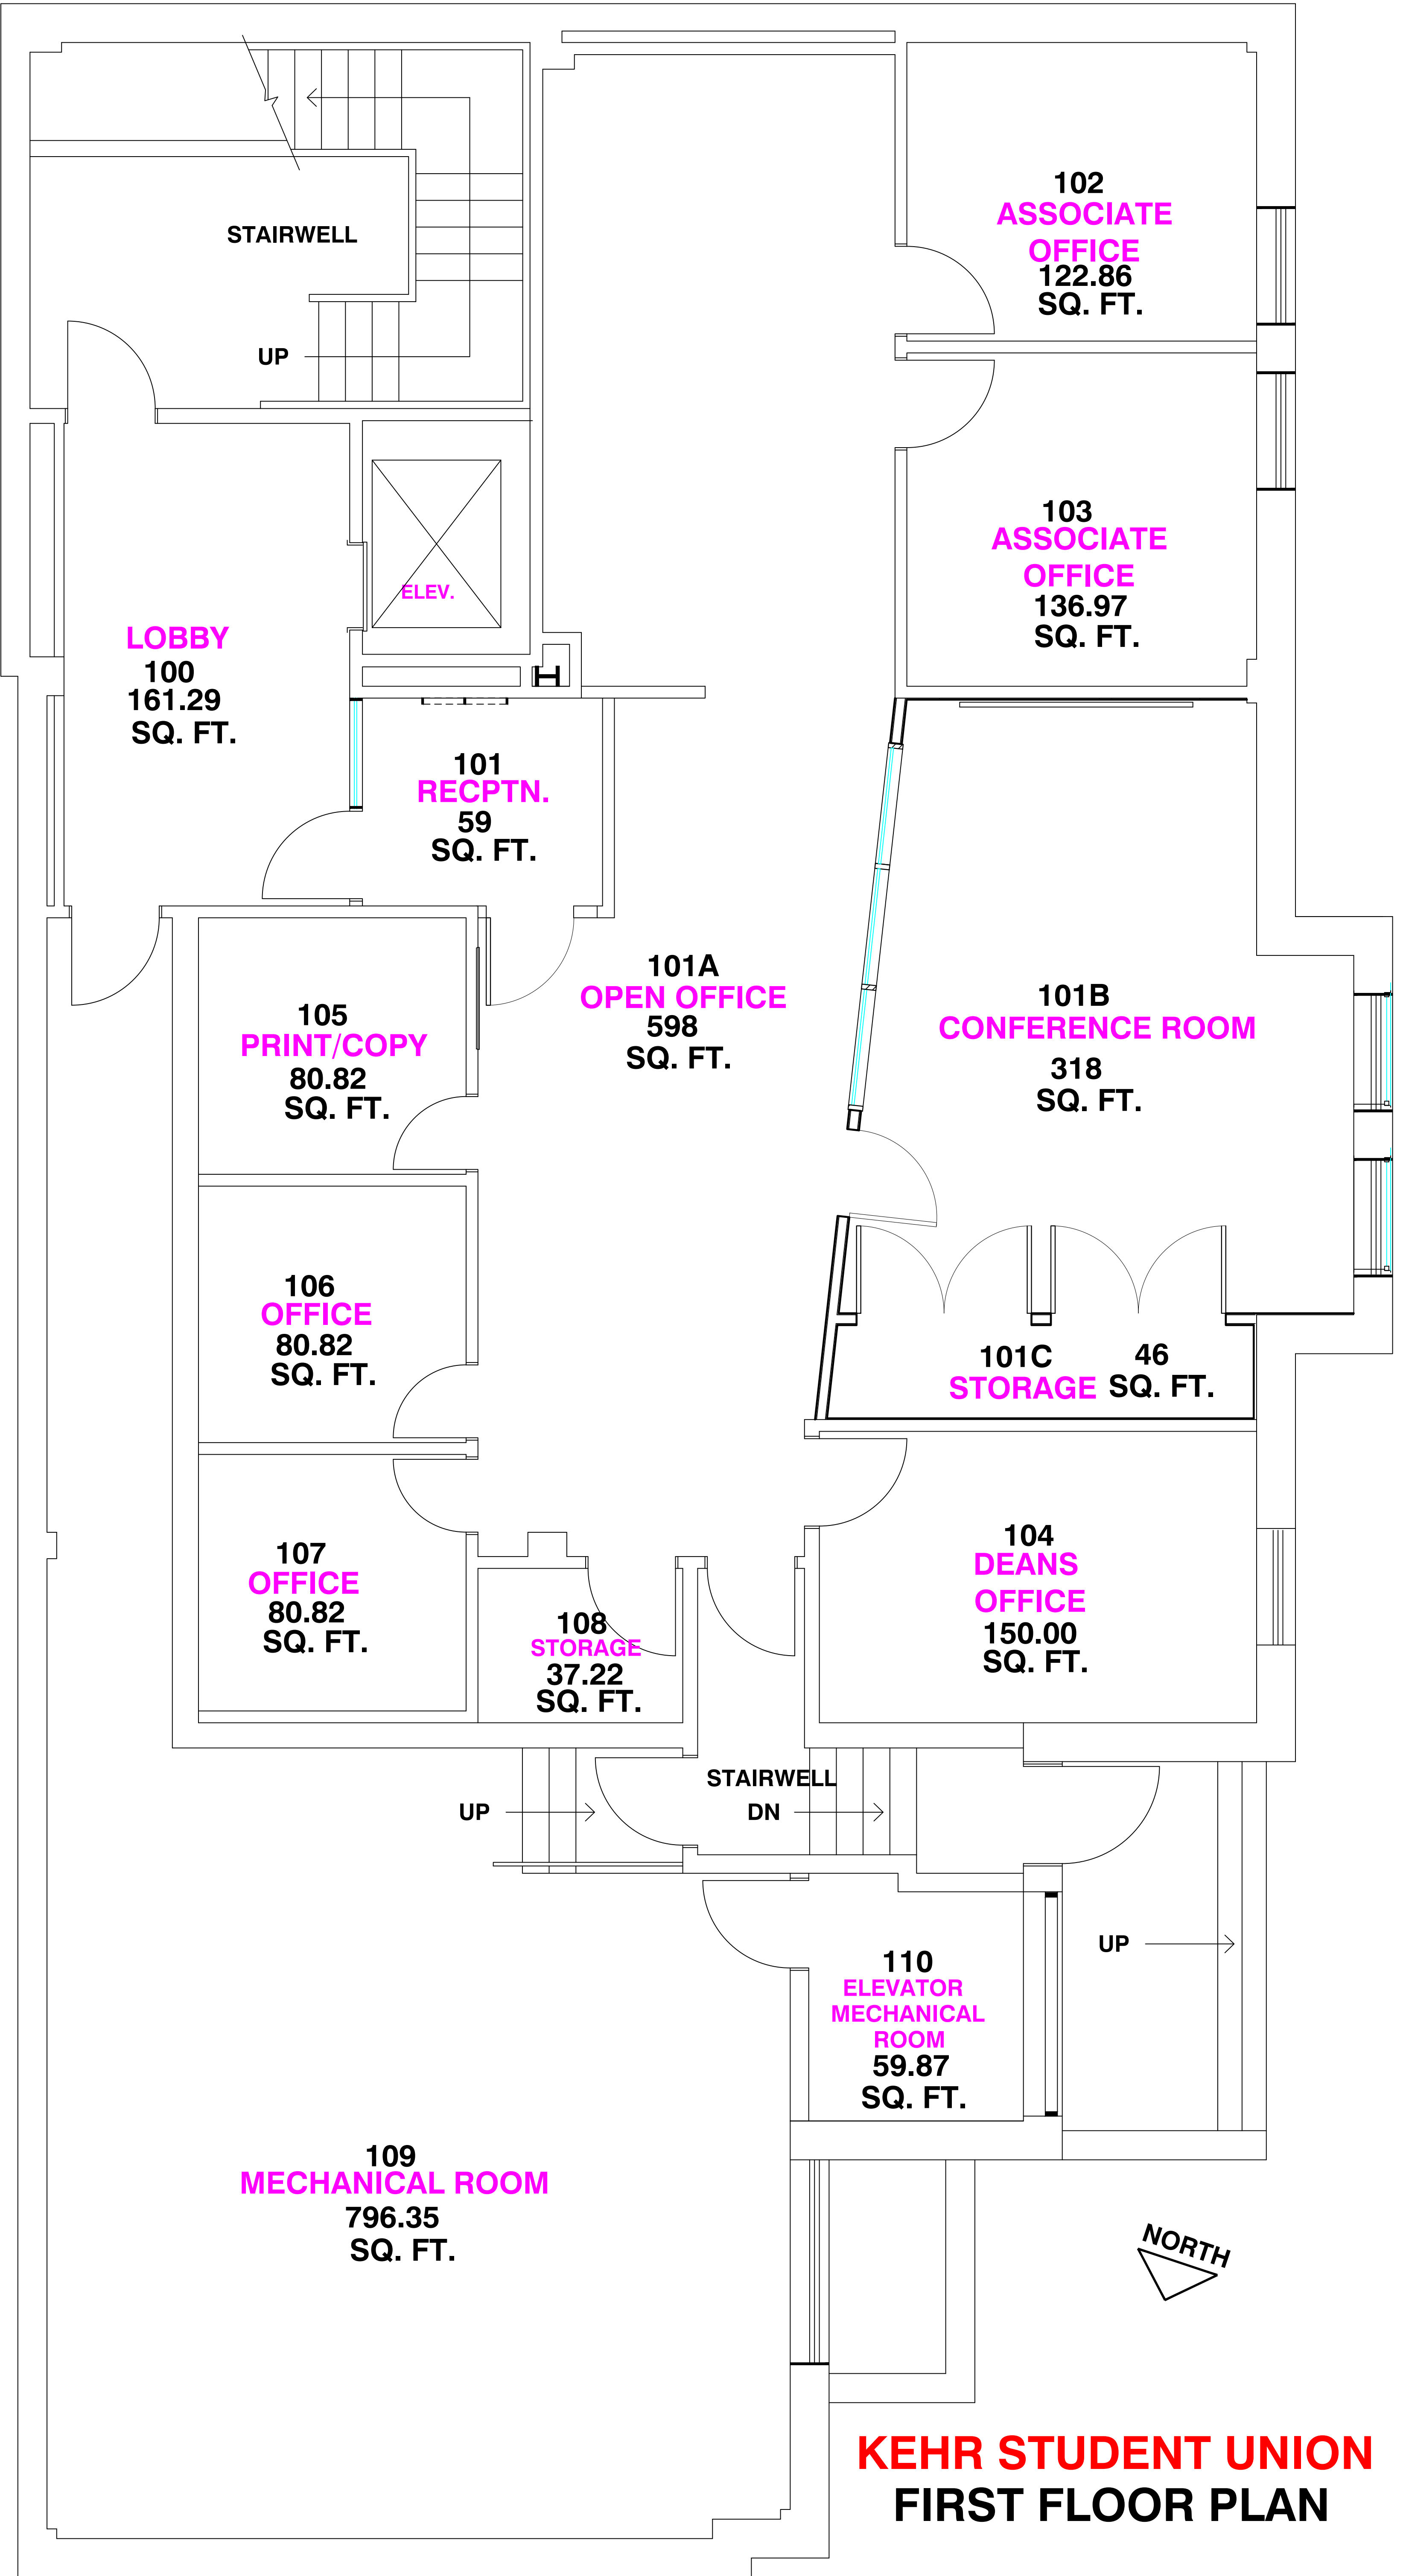 STAIRWELL
UP
102
ASSOCIATE
OFFICE
122.86
SQ. FT.
103
ASSOCIATE
OFFICE
136.97
SQ. FT.
ELEV.
LOBBY
100
161.29
SQ. FT.
101
RECPTN.
59
SQ. FT.
101A
OPEN OFFICE
598
SQ. FT.
101B
CONFERENCE ROOM
318
SQ. FT.
105
PRINT/COPY
80.82
SQ. FT.
106
OFFICE
80.82
SQ. FT.
101C
STORAGE
46
SQ. FT.
107
OFFICE
80.82
SQ. FT.
108
STORAGE
37.22
SQ. FT.
104
DEANS
OFFICE
150.00
SQ. FT.
STAIRWELL
UP
DN
UP
110
ELEVATOR
MECHANICAL
ROOM
59.87
SQ. FT.
109
MECHANICAL ROOM
796.35
SQ. FT.
NORTH
KEHR STUDENT UNION
FIRST FLOOR PLAN